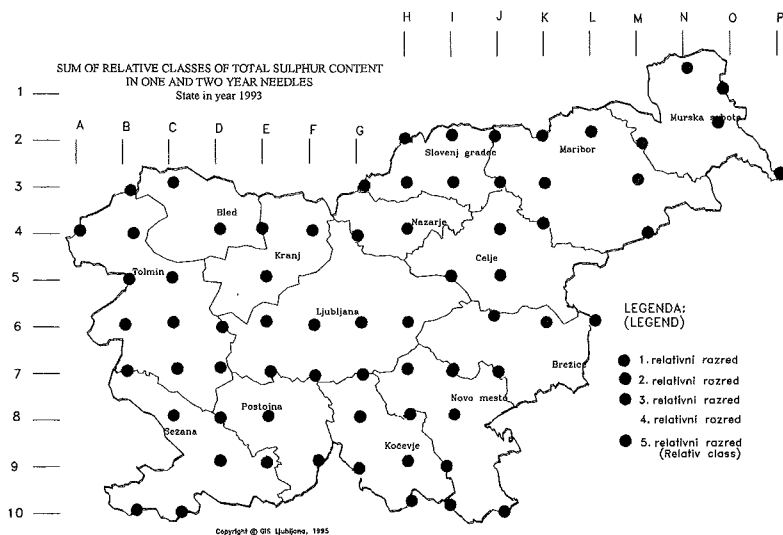 H I J K L M N O P
SUM OF RELATIVE CLASSES OF TOTAL SULPHUR CONTENT
IN ONE AND TWO YEAR NEEDLES
State in year 1993
A B C D E F G
1
2
3
4
5
6
7
8
9
10
Murska sobota
Slovenj gradec
Maribor
Bled
Nazarje
Kranj
Celje
Tolmin
Ljubljana
Brežice
Novo mesto
Postojna
Sežana
Kočevje
LEGENDA:
(LEGEND)
1. relativni razred
2. relativni razred
3. relativni razred
4. relativni razred
5. relativni razred
(Relativ class)
Copyright © GIS Ljubljana, 1995